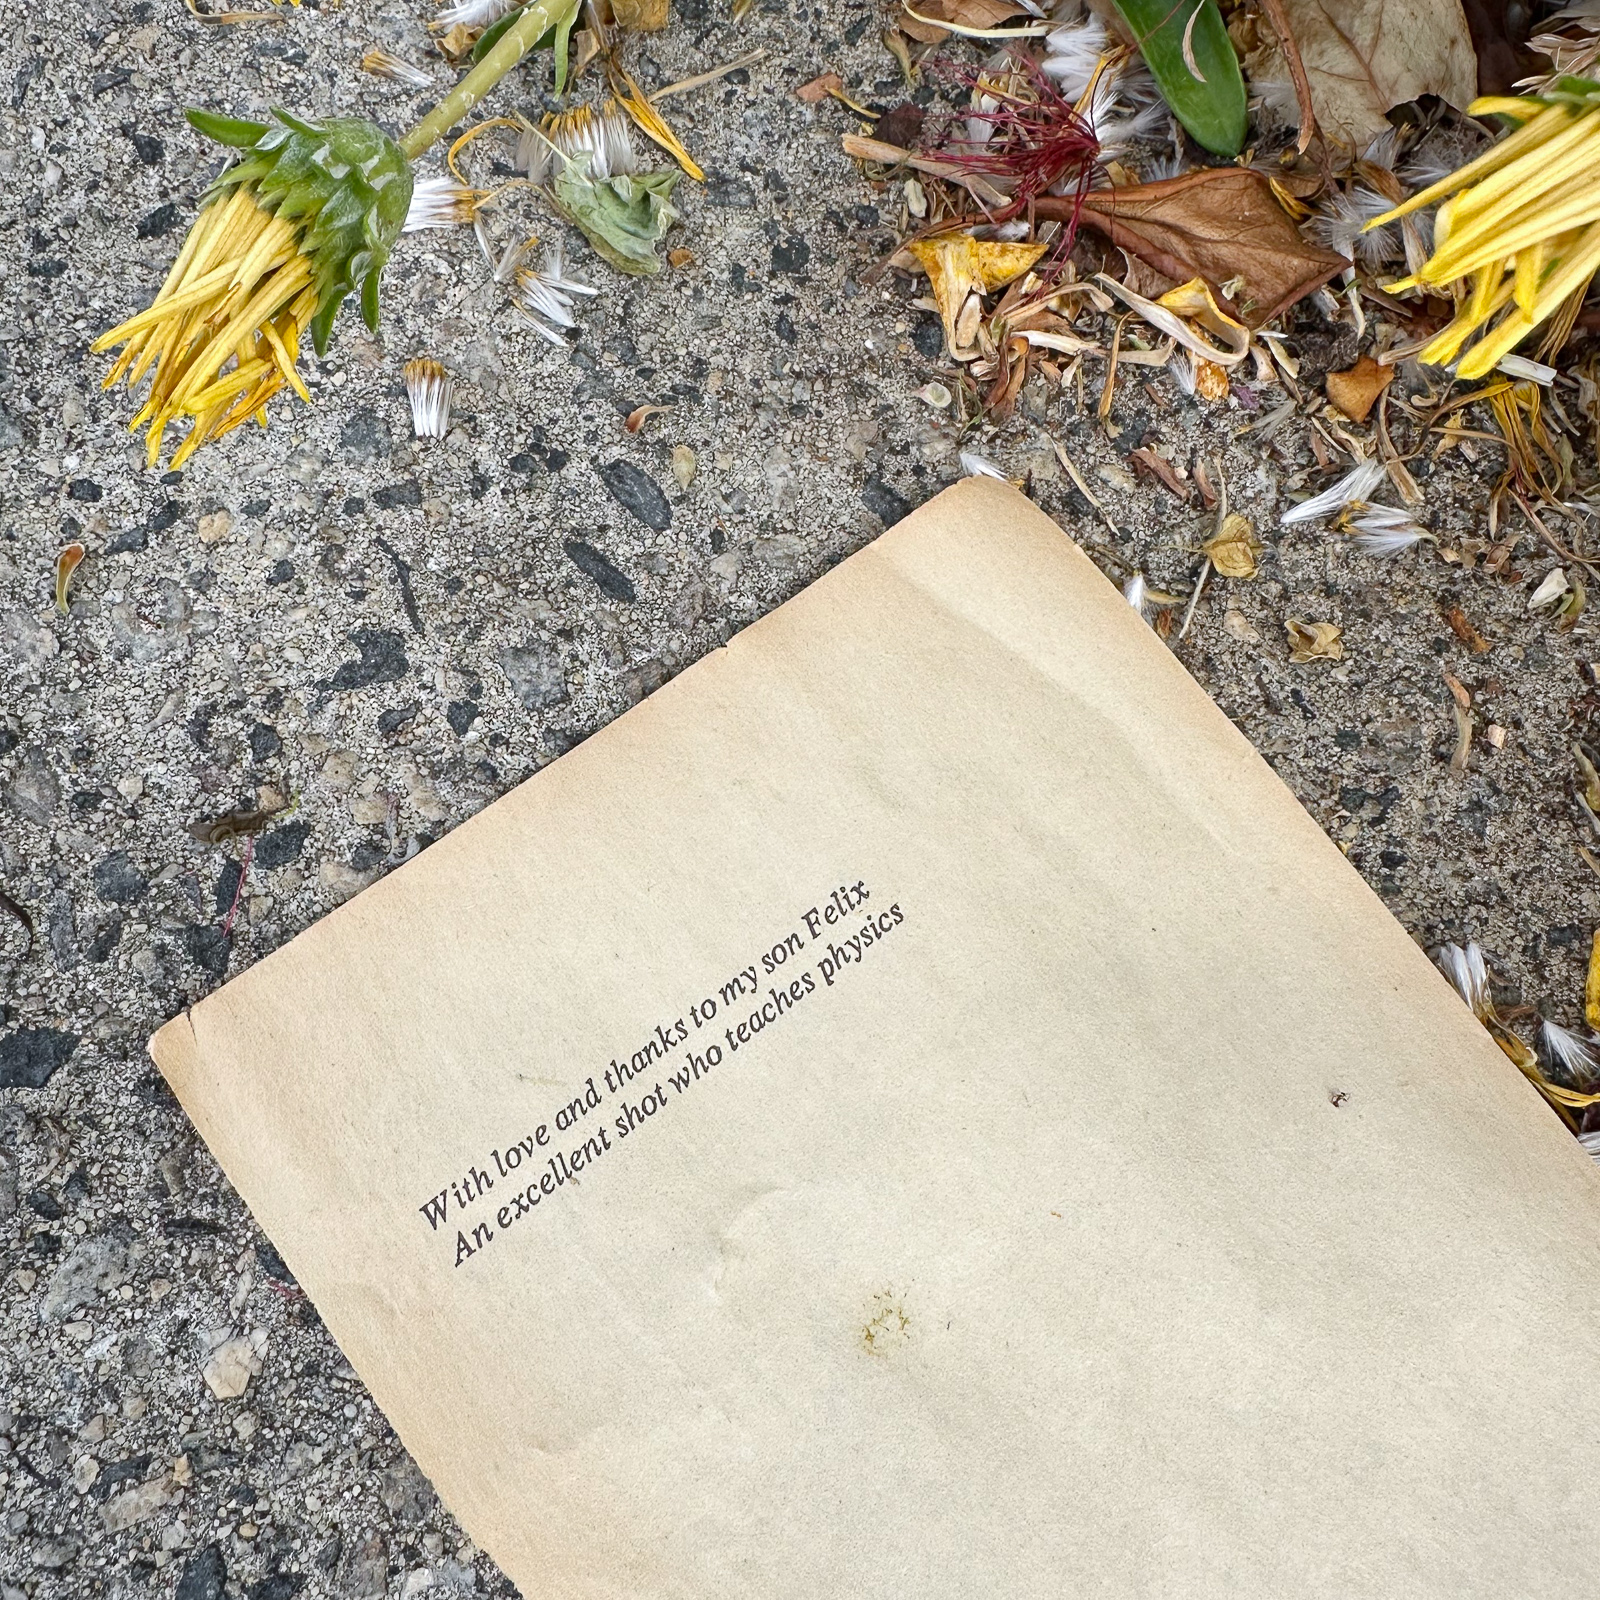 With love and thanks to my son Felix
An excellent shot who teaches physics